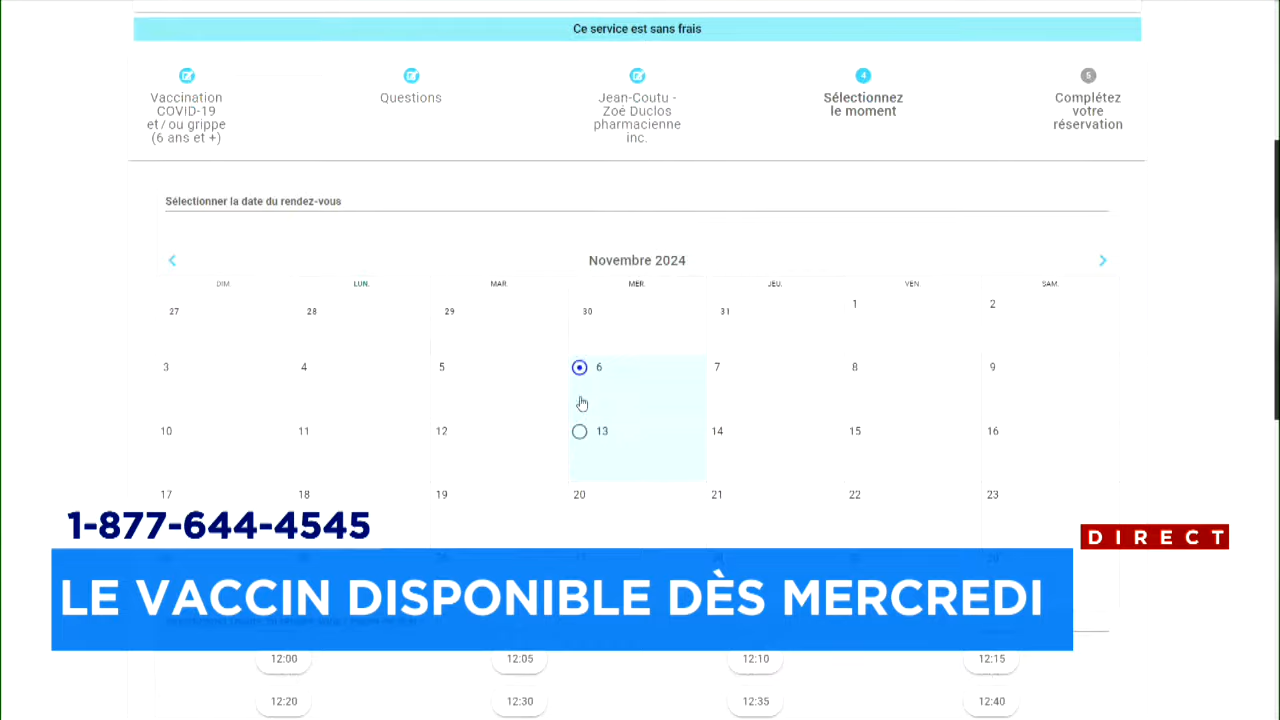 Ce service est sans frais
Vaccination
COVID-19
et / ou grippe
(6 ans et +)
Questions
Jean-Coutu -
Zoé Duclos
pharmacienne
inc.
4
Sélectionnez
le moment
5
Complétez
votre
réservation
Sélectionner la date du rendez-vous
Novembre 2024
DIM. LUN. MAR. MER. JEU. VEN. SAM.
27 28 29 30 31 1 2
3 4 5 6 7 8 9
10 11 12 13 14 15 16
17 18 19 20 21 22 23
1-877-644-4545
DIRECT
LE VACCIN DISPONIBLE DÈS MERCREDI
12:00 12:05 12:10 12:15
12:20 12:30 12:35 12:40